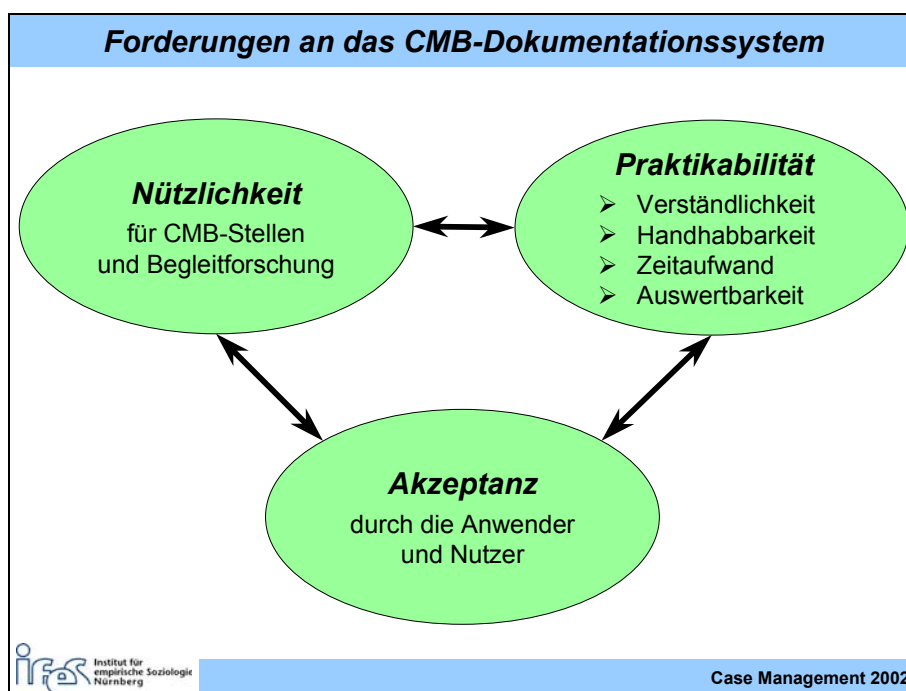 Forderungen an das CMB-Dokumentationssystem
Nützlichkeit
für CMB-Stellen
und Begleitforschung
Praktikabilität
➢ Verständlichkeit
➢ Handhabbarkeit
➢ Zeitaufwand
➢ Auswertbarkeit
Akzeptanz
durch die Anwender
und Nutzer
ifes
Institut für
empirische Soziologie
Nürnberg
Case Management 2002